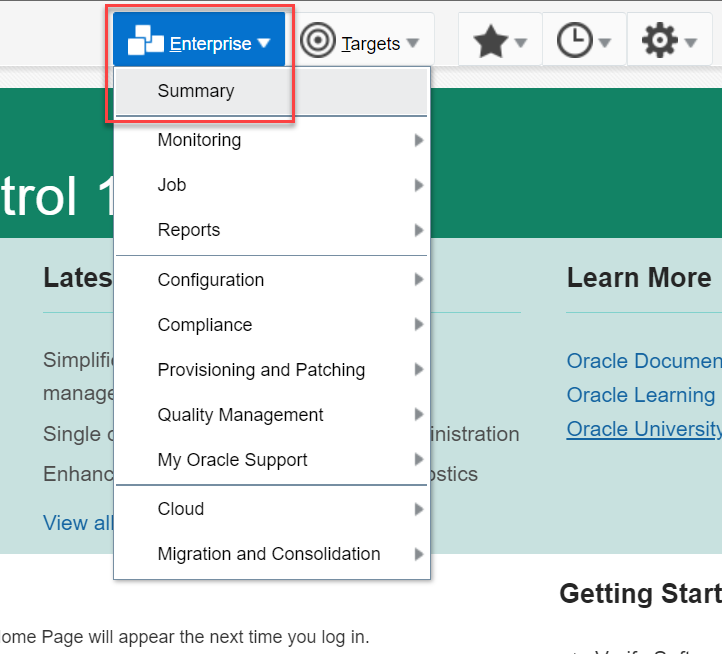 Enterprise
Targets
Summary
Monitoring
trol 1
Job
Reports
Lates
Learn More
Configuration
Compliance
Simplifi
Oracle Documen
Provisioning and Patching
manage
Oracle Learning
Quality Management
Single
inistration
Oracle University
My Oracle Support
Enhanc
ostics
Cloud
View all
Migration and Consolidation
Getting Start
ome Page will appear the next time you log in.